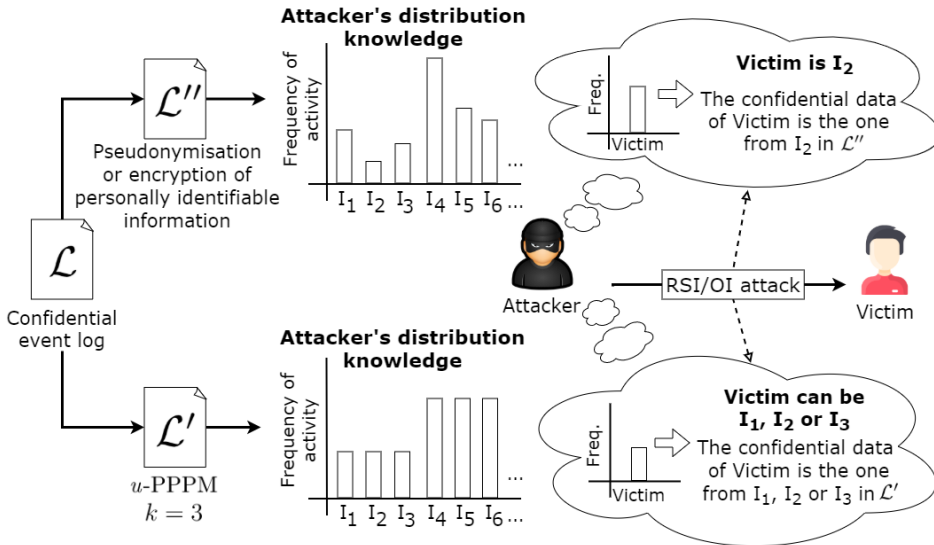 Attacker's distribution
knowledge
Frequency of
activity
I1 I2 I3 I4 I5 I6 ...
...
ℒ''
Pseudonymisation
or encryption of
personally identifiable
information
Freq.
Victim
Victim is I2
The confidential data
of Victim is the one
from I2 in ℒ''
ℒ
Confidential
event log
Attacker
RSI/OI attack
Victim
Attacker's distribution
knowledge
Frequency of
activity
...
I1 I2 I3 I4 I5 I6 ...
ℒ'
u-PPPM
k = 3
Freq.
Victim
Victim can be
I1, I2 or I3
The confidential data
of Victim is the one
from I1, I2 or I3 in ℒ'